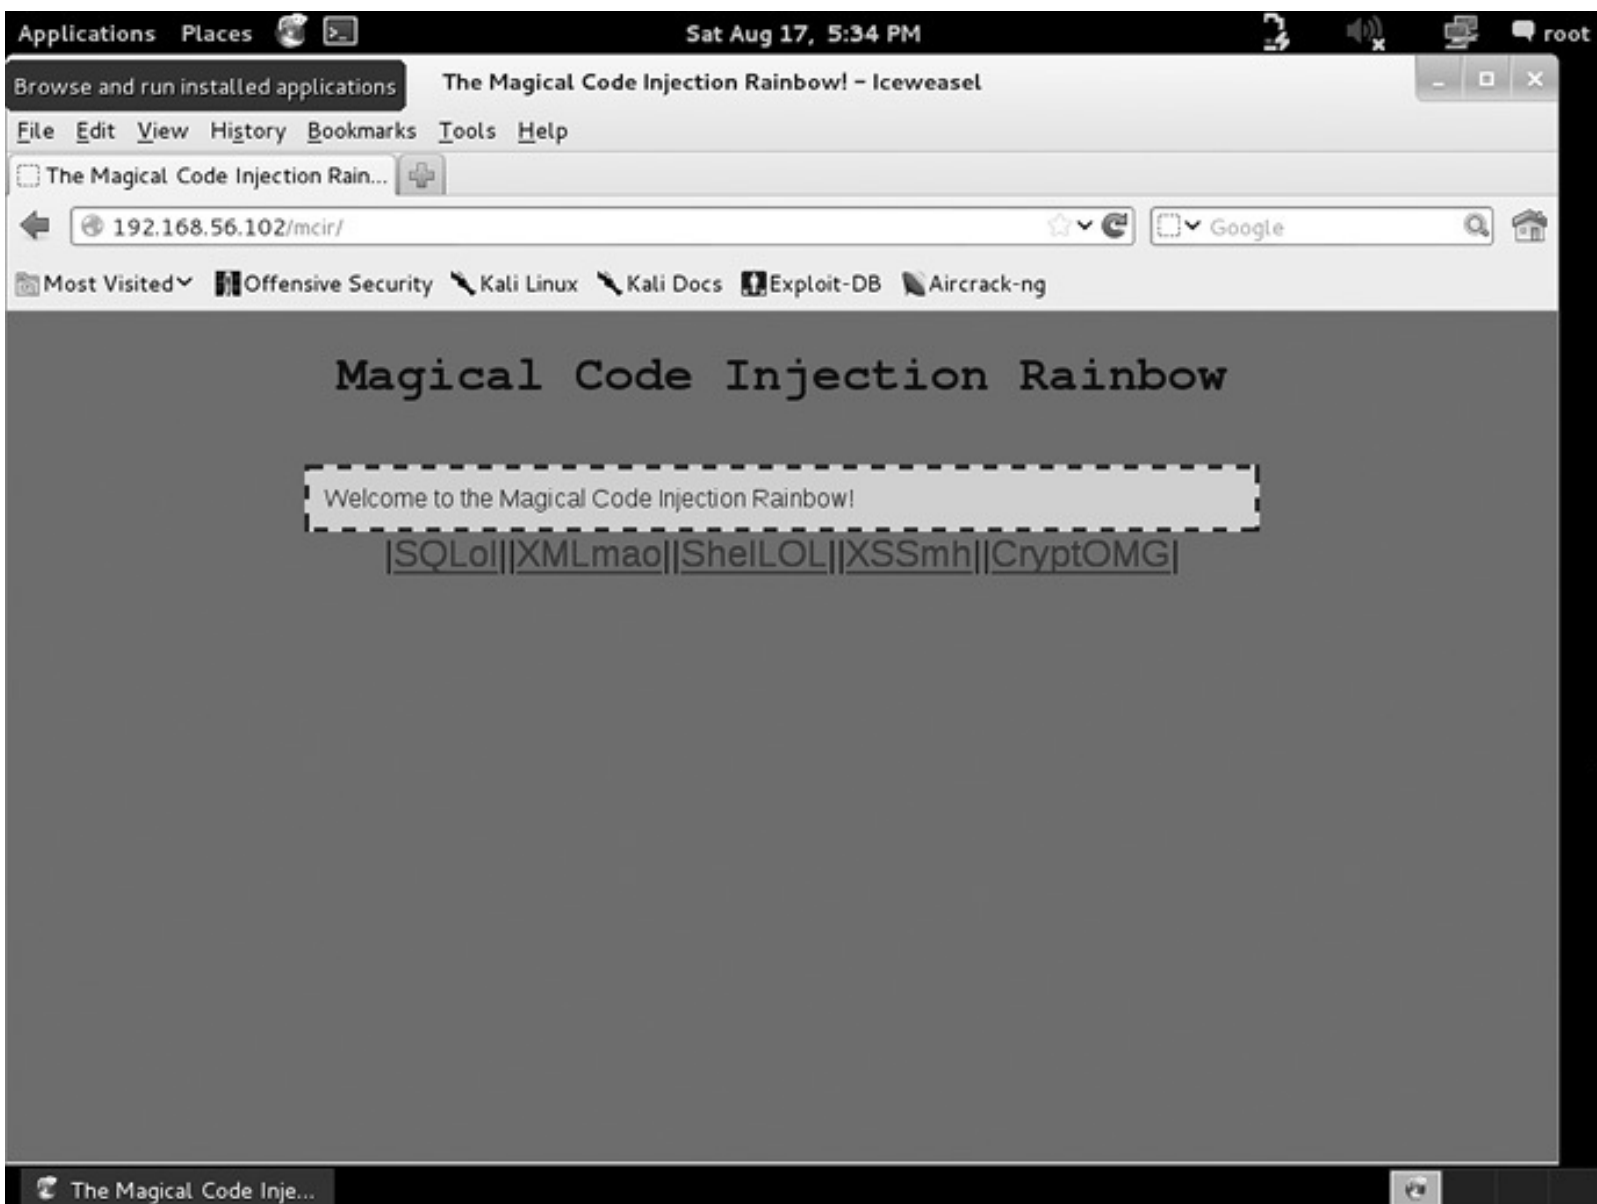 Applications Places Sat Aug 17, 5:34 PM root
Browse and run installed applications The Magical Code Injection Rainbow! – Iceweasel
File Edit View History Bookmarks Tools Help
The Magical Code Injection Rain...
192.168.56.102/mcir/ Google
Most Visited Offensive Security Kali Linux Kali Docs Exploit-DB Aircrack-ng
Magical Code Injection Rainbow
Welcome to the Magical Code Injection Rainbow!
|SQLol||XMLmao||ShelLOL||XSSmh||CryptOMG|
The Magical Code Inje...